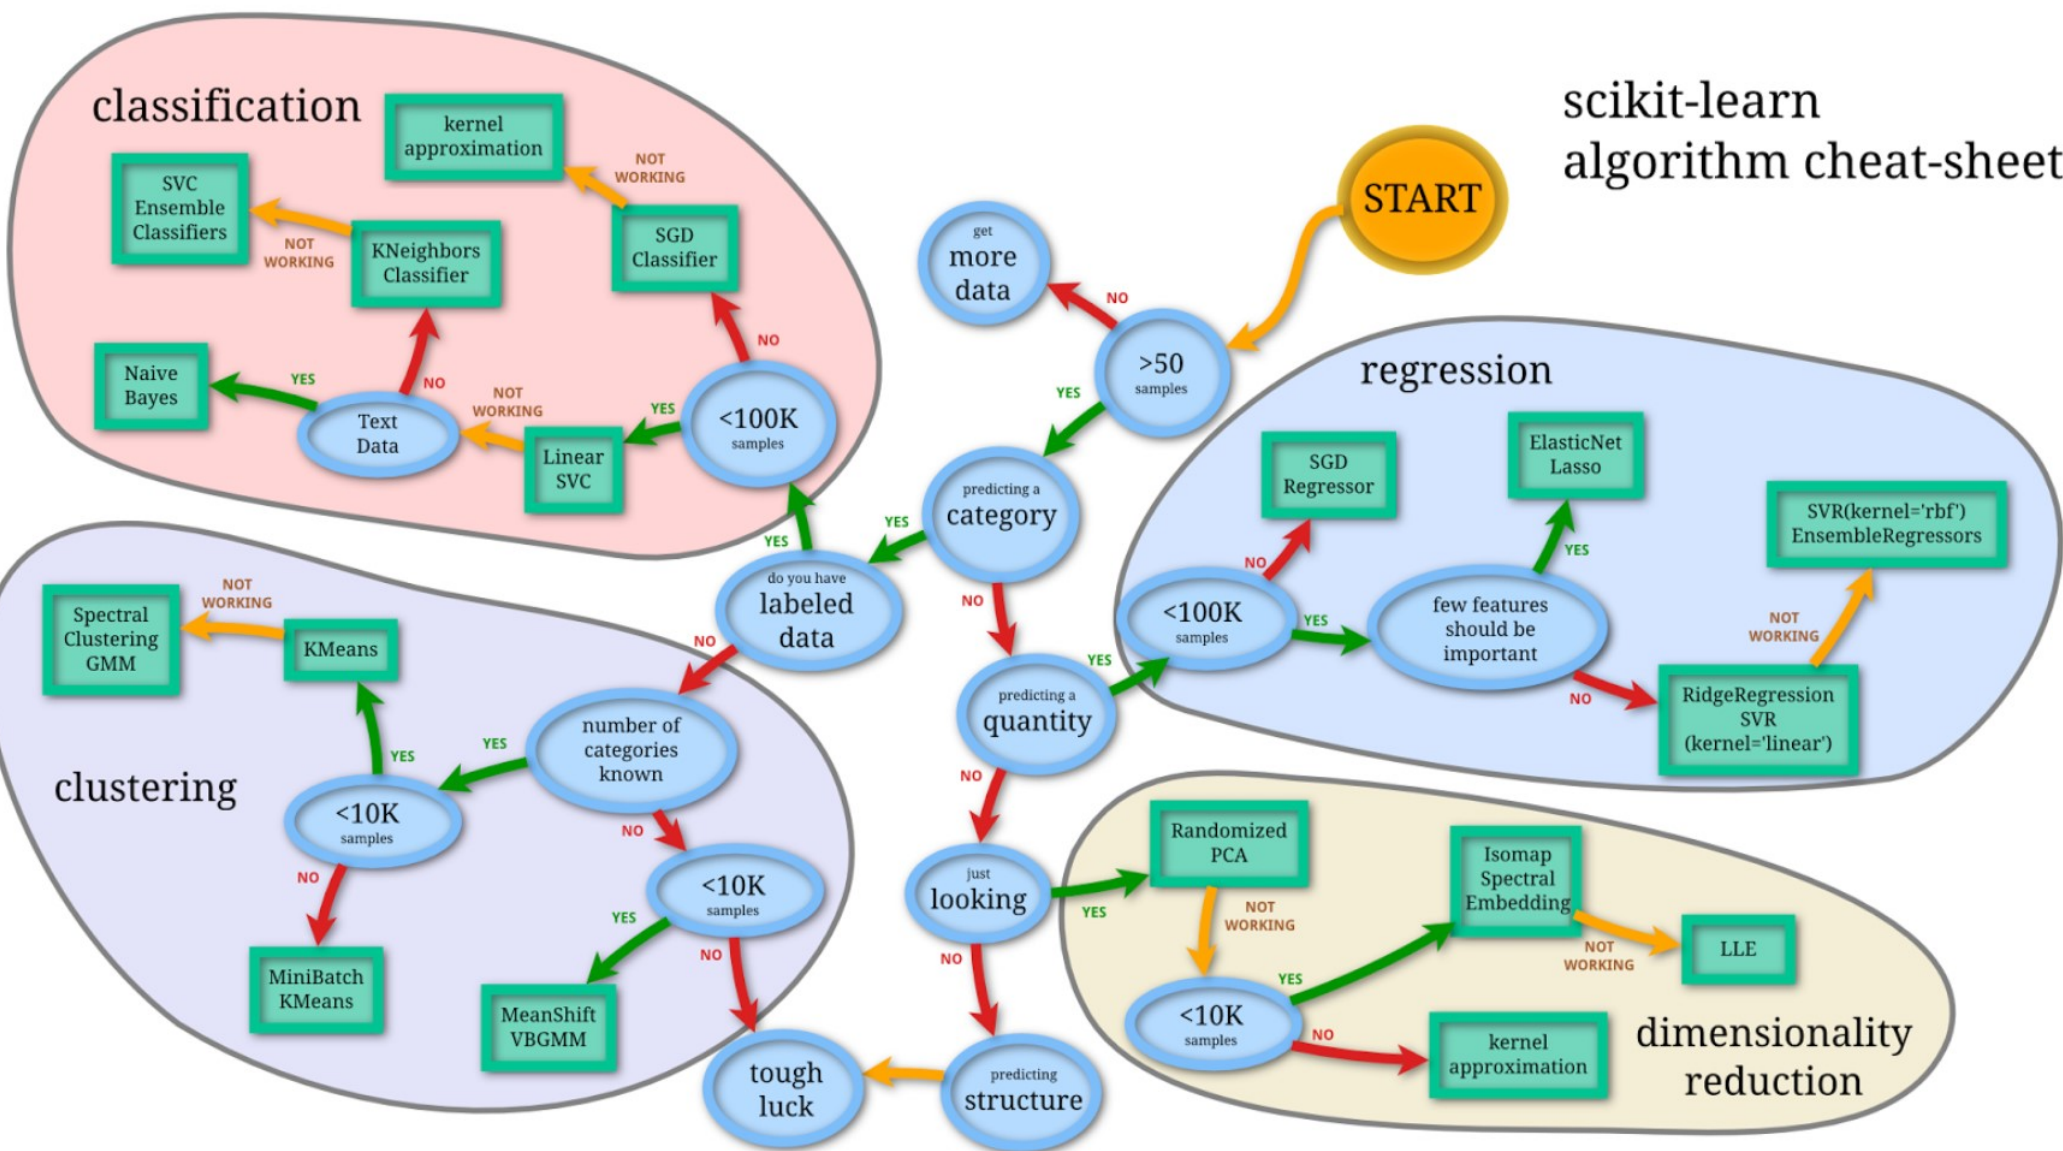 scikit-learn
algorithm cheat-sheet
START
classification
kernel
approximation
NOT
WORKING
SVC
Ensemble
Classifiers
NOT
WORKING
KNeighbors
Classifier
SGD
Classifier
NO
Naive
Bayes
YES
NO
Text
Data
NOT
WORKING
Linear
SVC
YES
<100K
samples
get
more
data
NO
>50
samples
YES
predicting a
category
YES
YES
do you have
labeled
data
NO
NO
predicting a
quantity
YES
NO
just
looking
YES
NO
predicting
structure
tough
luck
regression
SGD
Regressor
NO
<100K
samples
YES
ElasticNet
Lasso
YES
few features
should be
important
NO
SVR(kernel='rbf')
EnsembleRegressors
NOT
WORKING
RidgeRegression
SVR
(kernel='linear')
clustering
Spectral
Clustering
GMM
NOT
WORKING
KMeans
YES
number of
categories
known
YES
<10K
samples
NO
NO
<10K
samples
YES
NO
MiniBatch
KMeans
MeanShift
VBGMM
Randomized
PCA
NOT
WORKING
Isomap
Spectral
Embedding
NOT
WORKING
LLE
YES
<10K
samples
NO
kernel
approximation
dimensionality
reduction